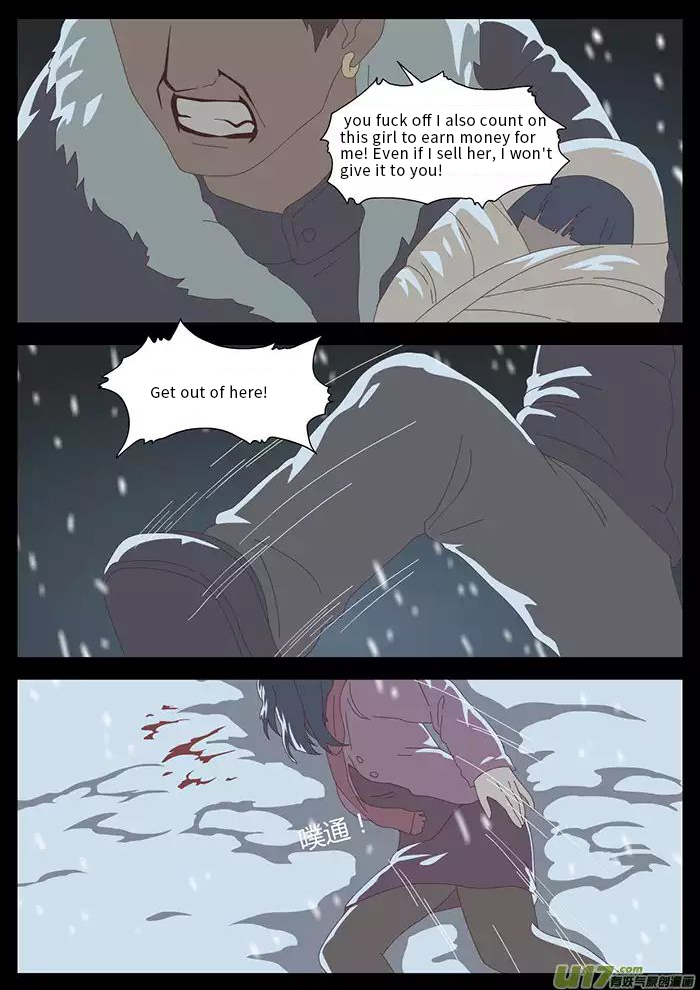 you fuck off I also count on
this girl to earn money for
me! Even if I sell her, I won't
give it to you!
Get out of here!
噗通！
U17.com
有妖气原创漫画